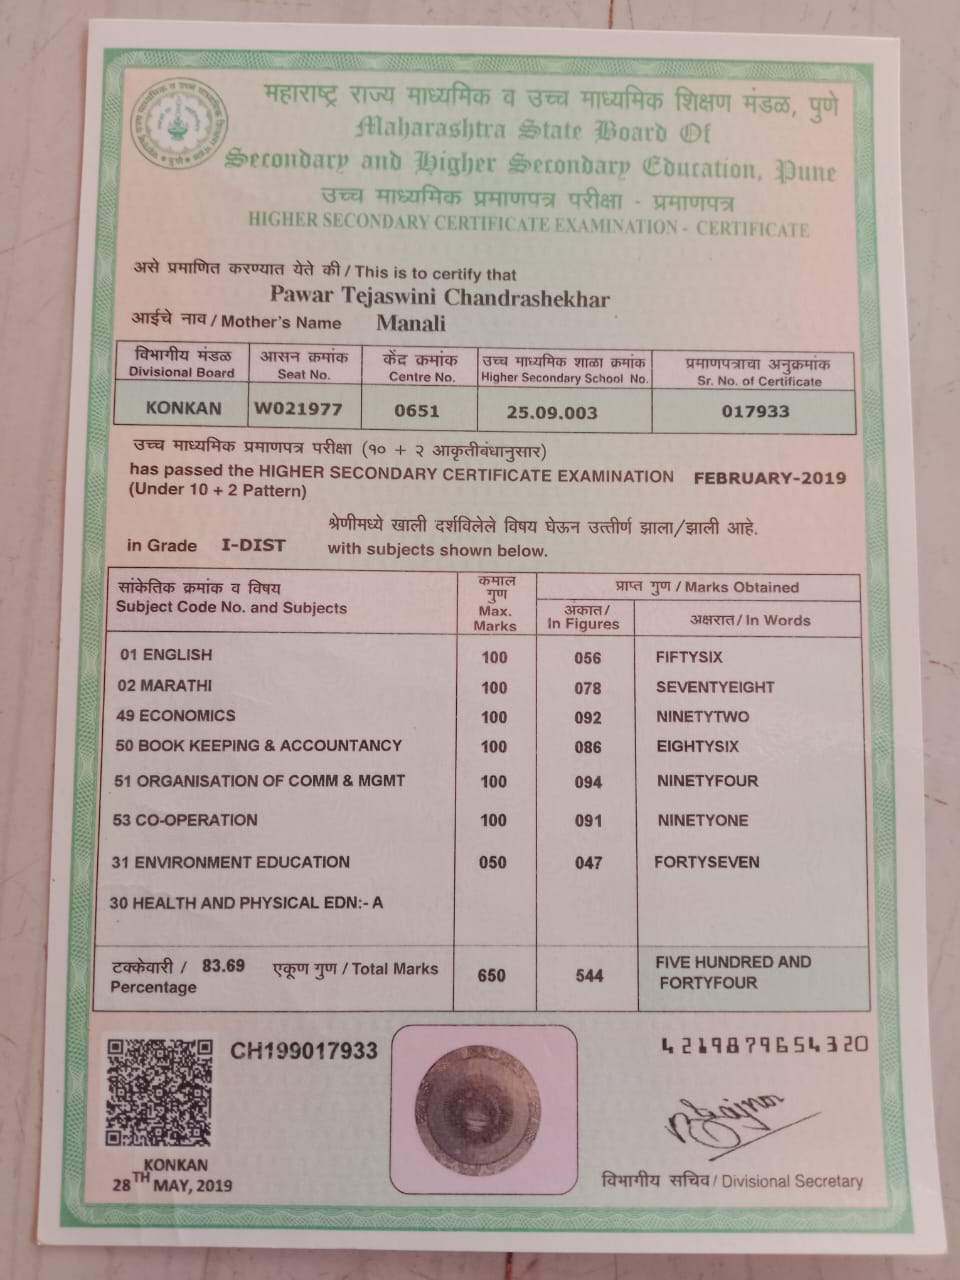 महाराष्ट्र राज्य माध्यमिक व उच्च माध्यमिक शिक्षण मंडळ, पुणे
Maharashtra State Board Of
Secondary and Higher Secondary Education, Pune
उच्च माध्यमिक प्रमाणपत्र परीक्षा - प्रमाणपत्र
HIGHER SECONDARY CERTIFICATE EXAMINATION - CERTIFICATE
असे प्रमाणित करण्यात येते की / This is to certify that
Pawar Tejaswini Chandrashekhar
आईचे नाव / Mother's Name Manali
विभागीय मंडळ आसन क्रमांक केंद्र क्रमांक उच्च माध्यमिक शाळा क्रमांक प्रमाणपत्राचा अनुक्रमांक
Divisional Board Seat No. Centre No. Higher Secondary School No. Sr. No. of Certificate
KONKAN W021977 0651 25.09.003 017933
उच्च माध्यमिक प्रमाणपत्र परीक्षा (१० + २ आकृतीबंधानुसार)
has passed the HIGHER SECONDARY CERTIFICATE EXAMINATION FEBRUARY-2019
(Under 10 + 2 Pattern)
श्रेणीमध्ये खाली दर्शविलेले विषय घेऊन उत्तीर्ण झाला/झाली आहे.
in Grade I-DIST with subjects shown below.
सांकेतिक क्रमांक व विषय
Subject Code No. and Subjects
कमाल
गुण
Max.
Marks
प्राप्त गुण / Marks Obtained
अंकात/
In Figures
अक्षरात/ In Words
01 ENGLISH 100 056 FIFTYSIX
02 MARATHI 100 078 SEVENTYEIGHT
49 ECONOMICS 100 092 NINETYTWO
50 BOOK KEEPING & ACCOUNTANCY 100 086 EIGHTYSIX
51 ORGANISATION OF COMM & MGMT 100 094 NINETYFOUR
53 CO-OPERATION 100 091 NINETYONE
31 ENVIRONMENT EDUCATION 050 047 FORTYSEVEN
30 HEALTH AND PHYSICAL EDN:- A
टक्केवारी / 83.69 एकूण गुण / Total Marks 650 544 FIVE HUNDRED AND
Percentage FORTYFOUR
CH199017933
4219879654320
KONKAN
28TH MAY, 2019
विभागीय सचिव / Divisional Secretary